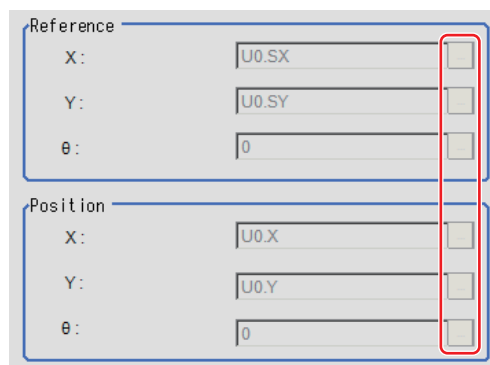 Reference
X: U0.SX
Y: U0.SY
θ: 0
Position
X: U0.X
Y: U0.Y
θ: 0